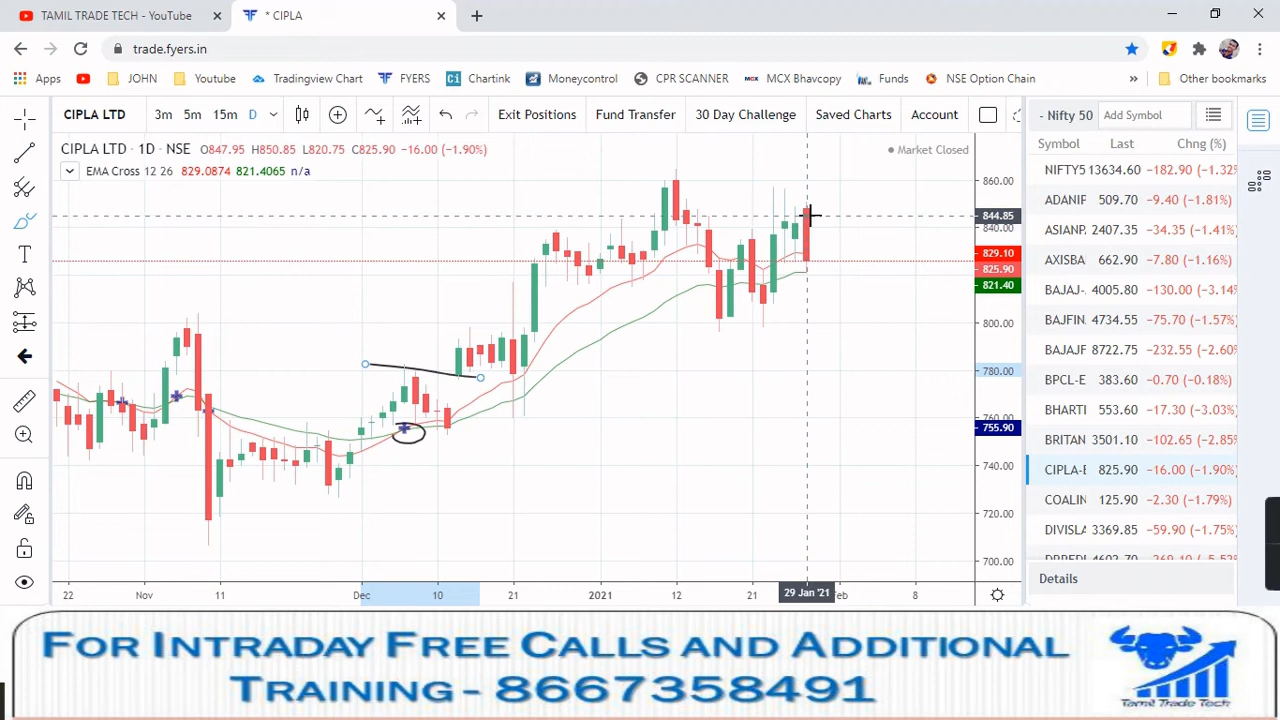 TAMIL TRADE TECH - YouTube
* CIPLA
trade.fyers.in
Apps JOHN Youtube Tradingview Chart FYERS Chartink Moneycontrol CPR SCANNER MCX Bhavcopy Funds NSE Option Chain » Other bookmarks
CIPLA LTD 3m 5m 15m D Exit Positions Fund Transfer 30 Day Challenge Saved Charts Account
- Nifty 50 Add Symbol
CIPLA LTD · 1D · NSE O847.95 H850.85 L820.75 C825.90 −16.00 (−1.90%)
Market Closed
EMA Cross 12 26 829.0874 821.4065 n/a
860.00
844.85
840.00
829.10
825.90
821.40
800.00
780.00
760.00
755.90
740.00
720.00
700.00
22 Nov 11 Dec 10 21 2021 12 21 29 Jan '21 Feb 8
Symbol Last Chng (%)
NIFTY5 13634.60 −182.90 (−1.32%
ADANIF 509.70 −9.40 (−1.81%)
ASIANP 2407.35 −34.35 (−1.41%)
AXISBA 662.90 −7.80 (−1.16%)
BAJAJ- 4005.80 −130.00 (−3.14%
BAJFIN 4734.55 −75.70 (−1.57%)
BAJFIN 8722.75 −232.55 (−2.60%
BPCL-E 383.60 −0.70 (−0.18%)
BHARTI 553.60 −17.30 (−3.03%)
BRITAN 3501.10 −102.65 (−2.85%
CIPLA-E 825.90 −16.00 (−1.90%)
COALIN 125.90 −2.30 (−1.79%)
DIVISLA 3369.85 −59.90 (−1.75%)
Details
FOR INTRADAY FREE CALLS AND ADDITIONAL
TRAINING - 8667358491
Tamil Trade Tech